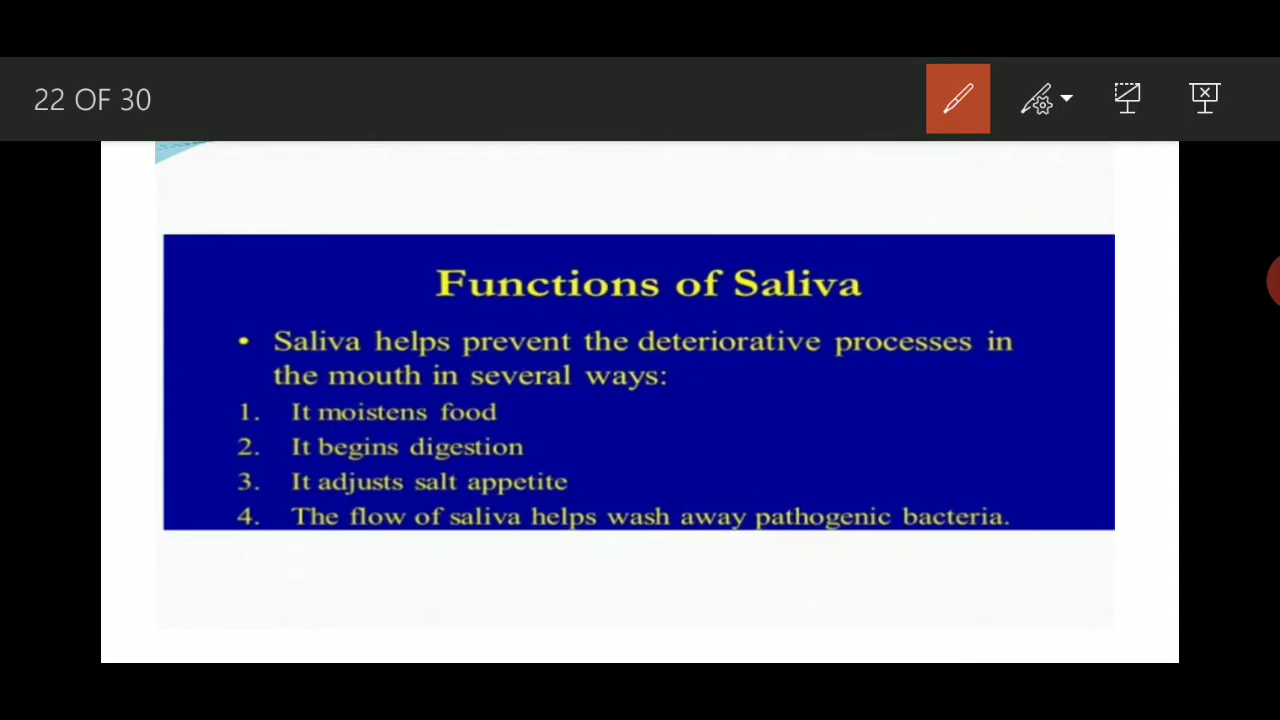 22 OF 30
Functions of Saliva
• Saliva helps prevent the deteriorative processes in
the mouth in several ways:
1. It moistens food
2. It begins digestion
3. It adjusts salt appetite
4. The flow of saliva helps wash away pathogenic bacteria.